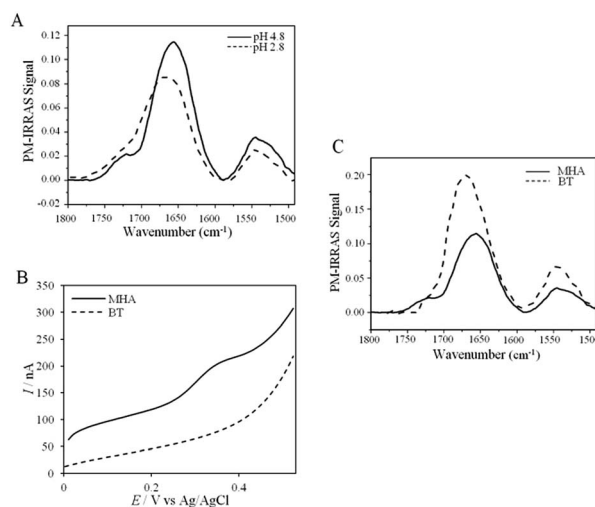 A
pH 4.8
pH 2.8
PM-IRRAS Signal
0.12
0.10
0.08
0.06
0.04
0.02
0.00
-0.02
1800 1750 1700 1650 1600 1550 1500
Wavenumber (cm⁻¹)
B
MHA
BT
I / nA
350
300
250
200
150
100
50
0
0 0.2 0.4
E / V vs Ag/AgCl
C
MHA
BT
PM-IRRAS Signal
0.20
0.15
0.10
0.05
0.00
1800 1750 1700 1650 1600 1550 1500
Wavenumber (cm⁻¹)